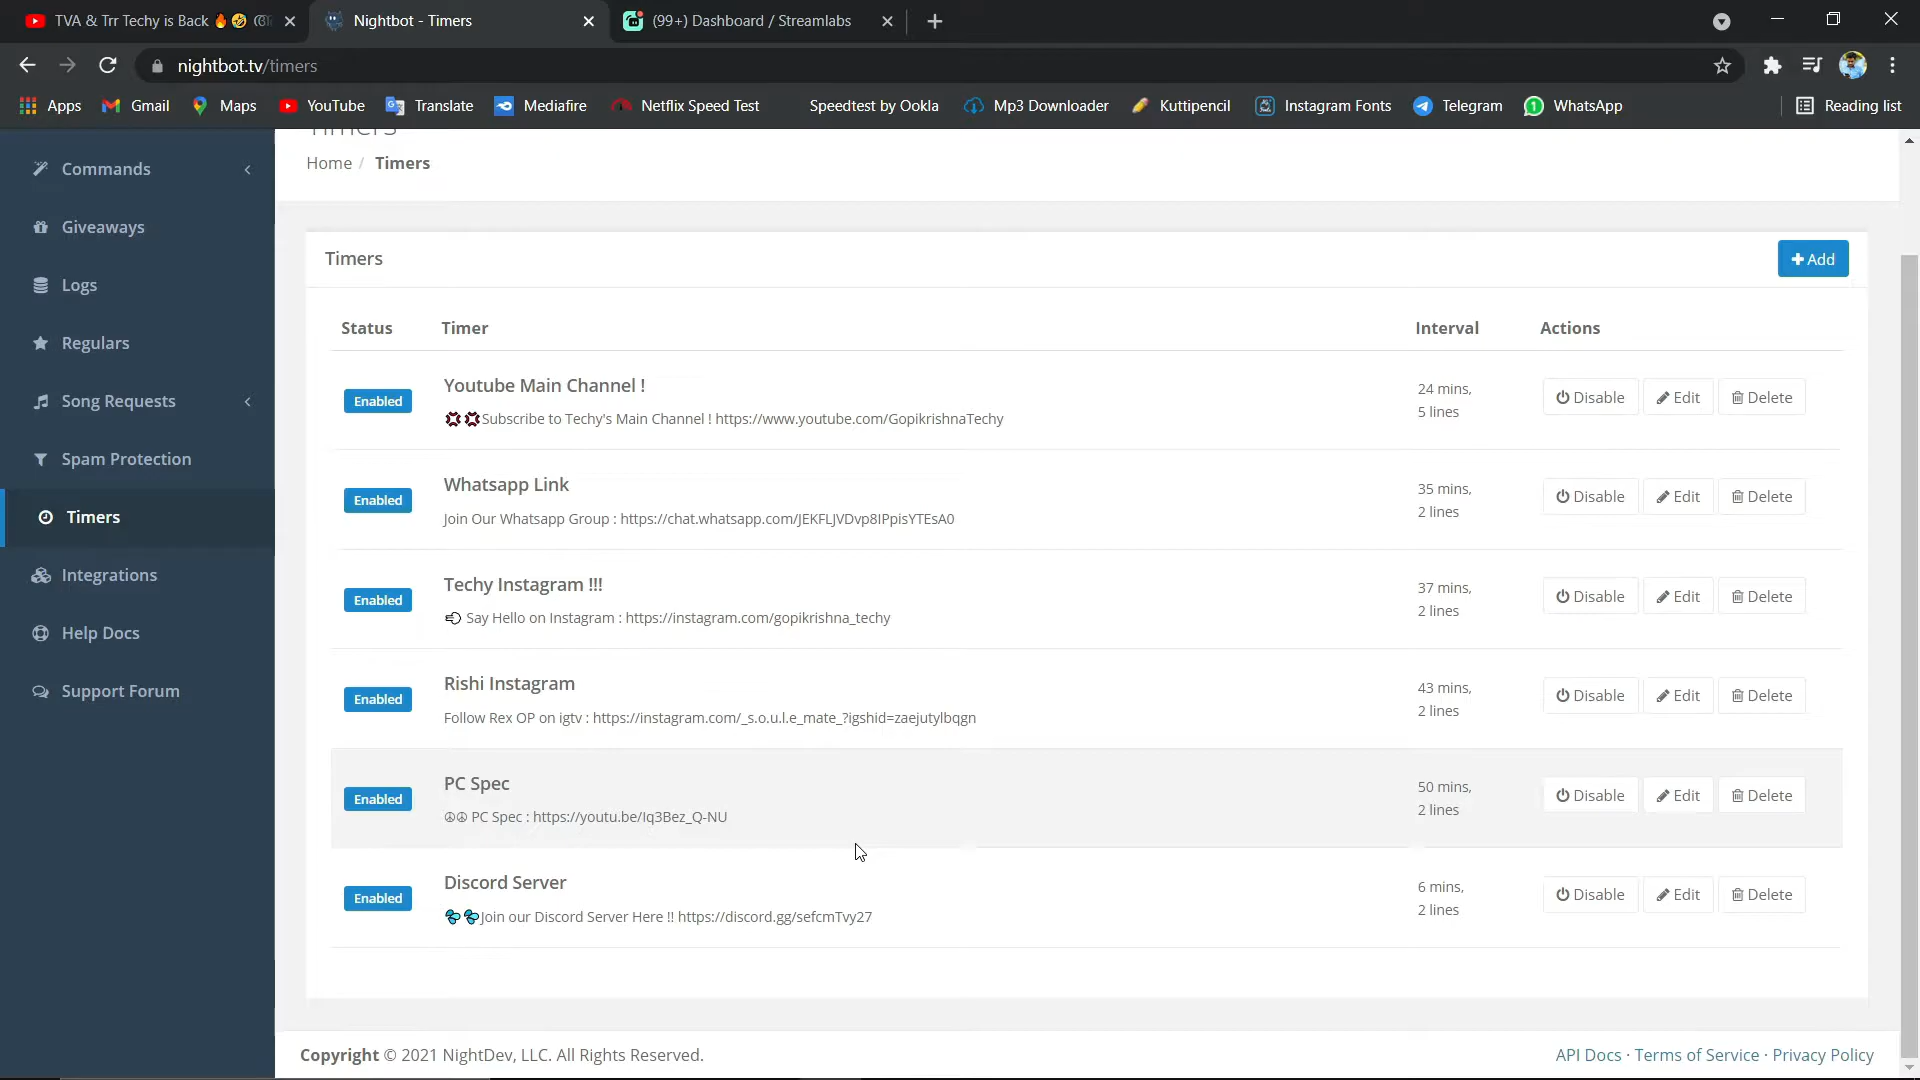 TVA & Trr Techy is Back 🔥🤣
Nightbot - Timers
(99+) Dashboard / Streamlabs
nightbot.tv/timers
Apps
Gmail
Maps
YouTube
Translate
Mediafire
Netflix Speed Test
Speedtest by Ookla
Mp3 Downloader
Kuttipencil
Instagram Fonts
Telegram
WhatsApp
Reading list
Commands
Giveaways
Logs
Regulars
Song Requests
Spam Protection
Timers
Integrations
Help Docs
Support Forum
Timers
Home / Timers
Timers
Add
Status Timer Interval Actions
Enabled
Youtube Main Channel !
💢💢Subscribe to Techy's Main Channel ! https://www.youtube.com/GopikrishnaTechy
24 mins,
5 lines
Disable Edit Delete
Enabled
Whatsapp Link
Join Our Whatsapp Group : https://chat.whatsapp.com/JEKFLJVDvp8IPpisYTEsA0
35 mins,
2 lines
Disable Edit Delete
Enabled
Techy Instagram !!!
💨 Say Hello on Instagram : https://instagram.com/gopikrishna_techy
37 mins,
2 lines
Disable Edit Delete
Enabled
Rishi Instagram
Follow Rex OP on igtv : https://instagram.com/_s.o.u.l.e_mate_?igshid=zaejutylbqgn
43 mins,
2 lines
Disable Edit Delete
Enabled
PC Spec
☮☮ PC Spec : https://youtu.be/Iq3Bez_Q-NU
50 mins,
2 lines
Disable Edit Delete
Enabled
Discord Server
Join our Discord Server Here !! https://discord.gg/sefcmTvy27
6 mins,
2 lines
Disable Edit Delete
Copyright © 2021 NightDev, LLC. All Rights Reserved.
API Docs · Terms of Service · Privacy Policy